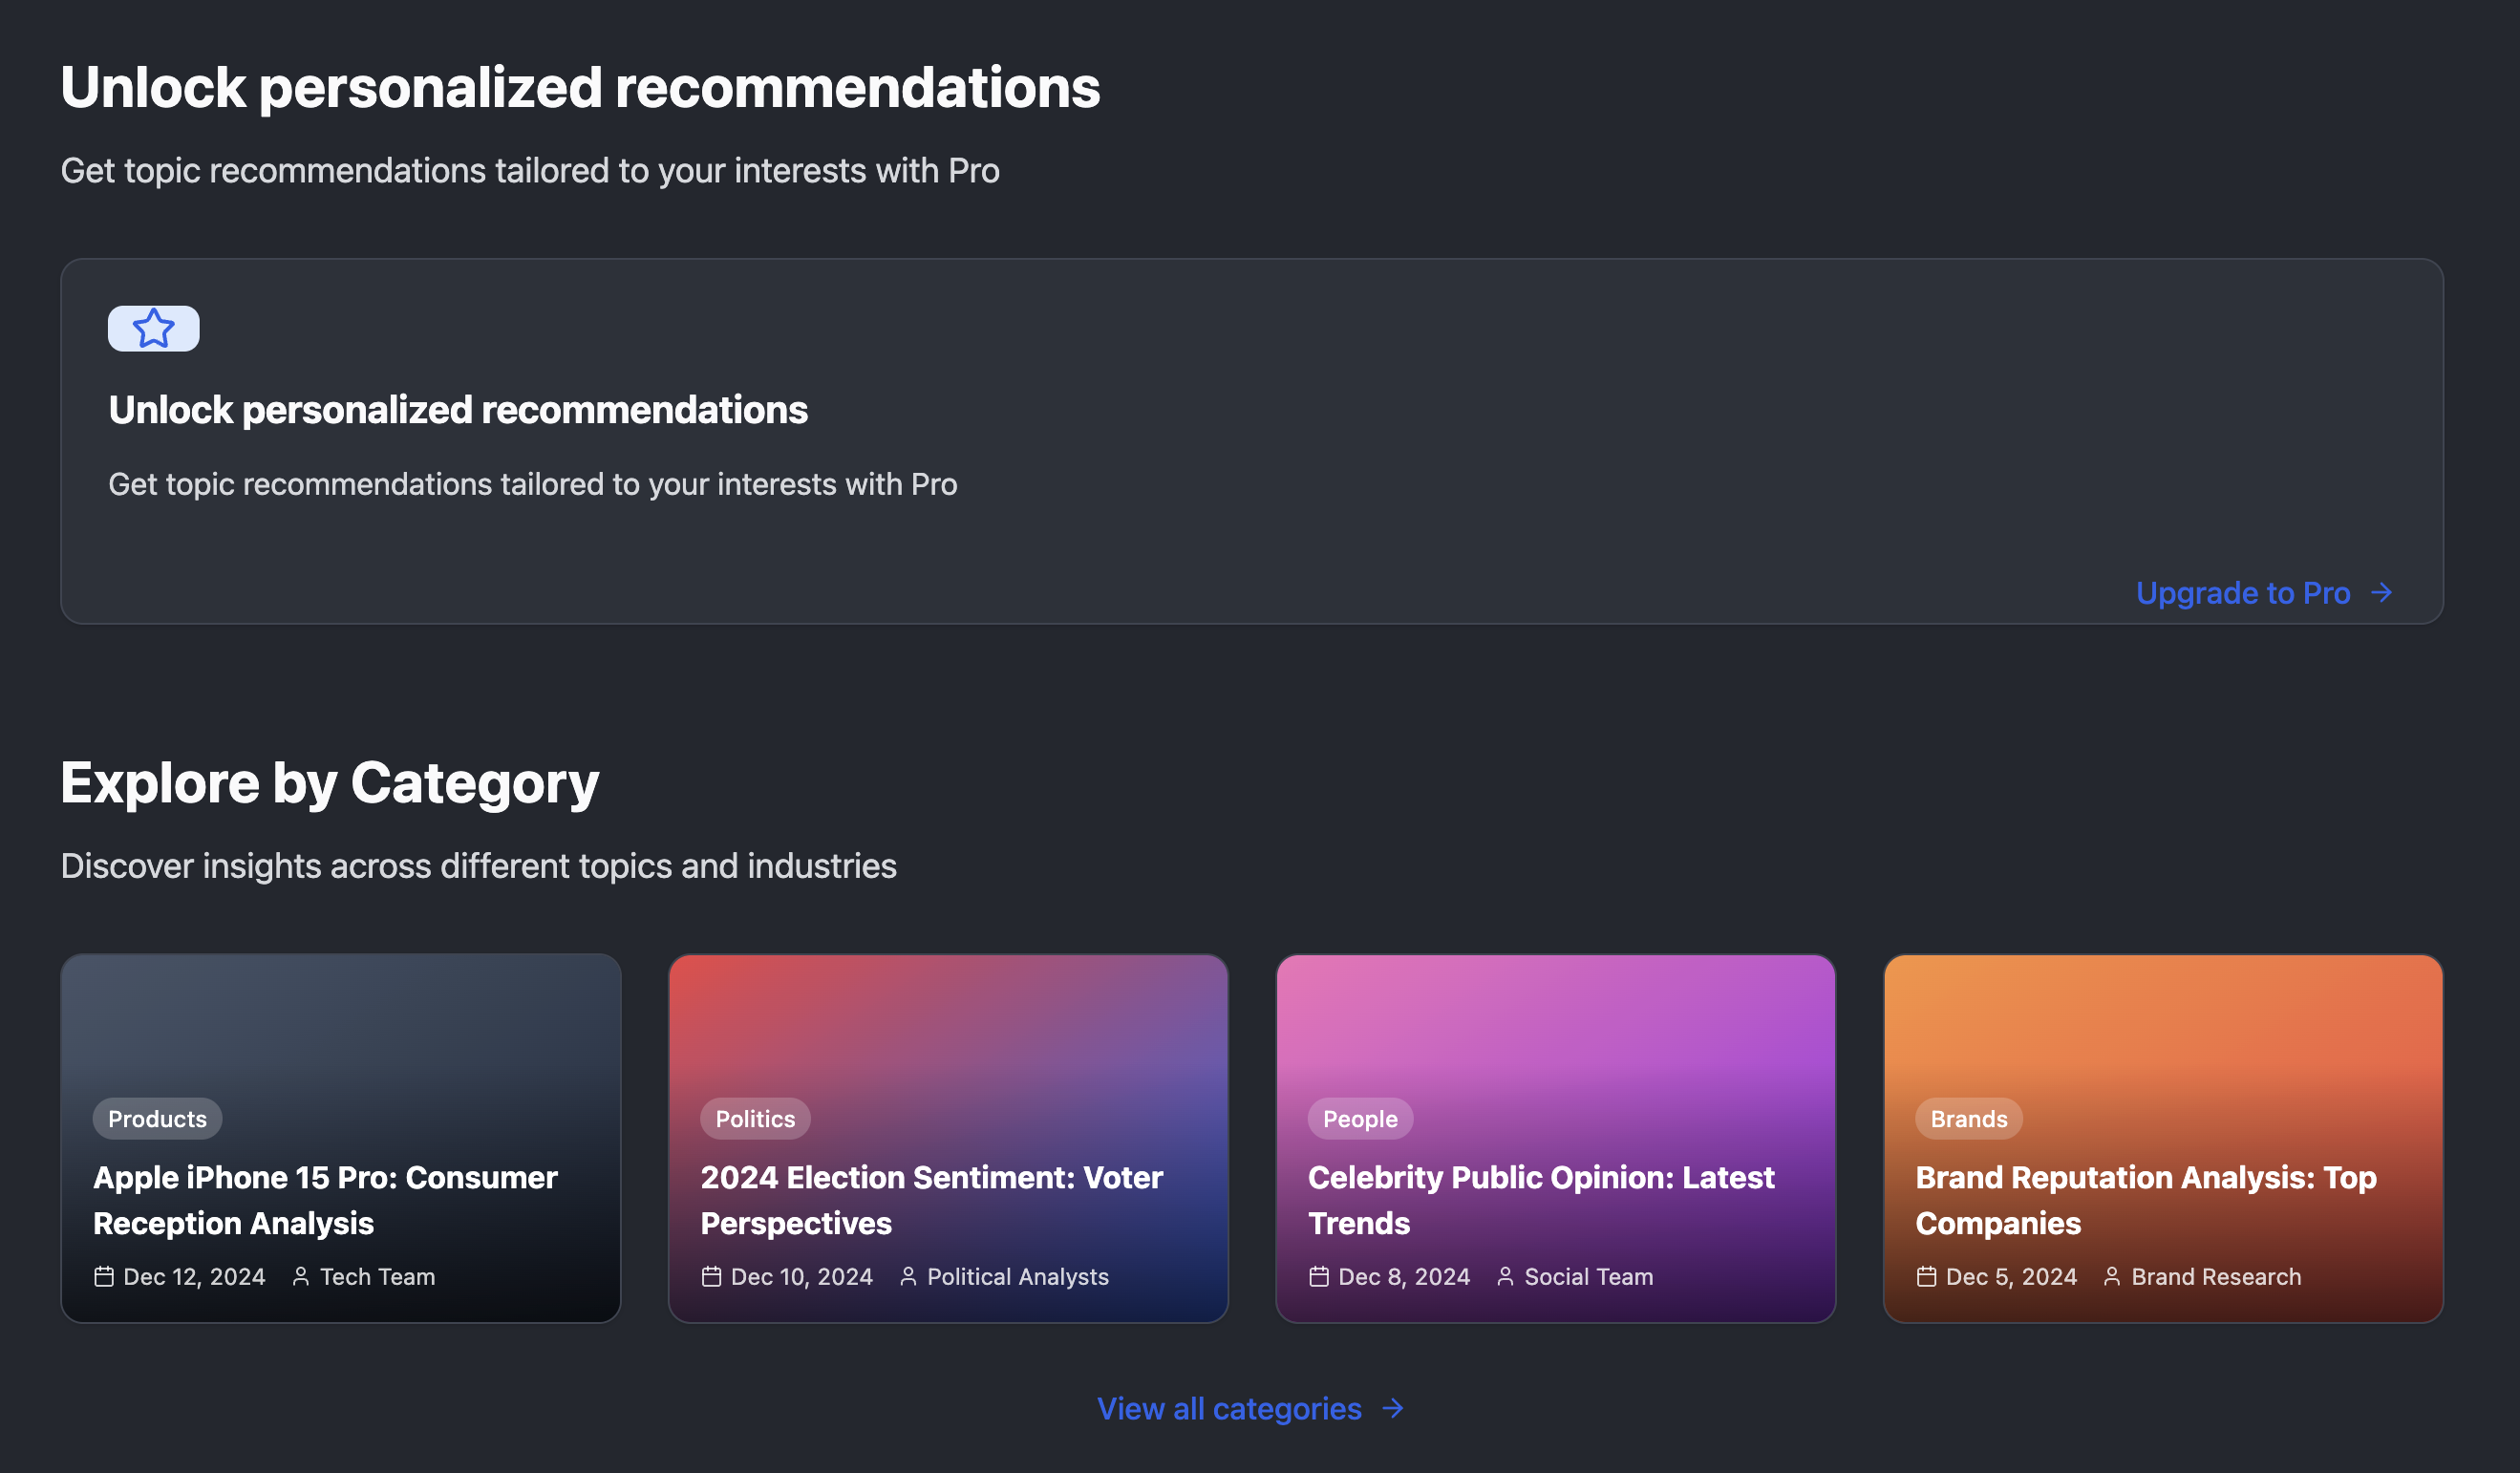 Unlock personalized recommendations
Get topic recommendations tailored to your interests with Pro
Unlock personalized recommendations
Get topic recommendations tailored to your interests with Pro
Upgrade to Pro
Explore by Category
Discover insights across different topics and industries
Products
Apple iPhone 15 Pro: Consumer
Reception Analysis
Dec 12, 2024 Tech Team
Politics
2024 Election Sentiment: Voter
Perspectives
Dec 10, 2024 Political Analysts
People
Celebrity Public Opinion: Latest
Trends
Dec 8, 2024 Social Team
Brands
Brand Reputation Analysis: Top
Companies
Dec 5, 2024 Brand Research
View all categories